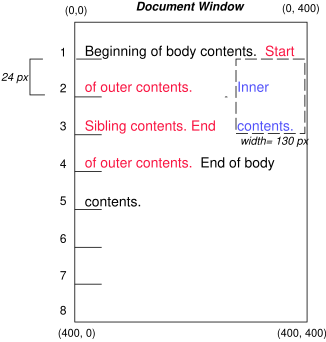 Document Window
(0,0) (0, 400)
1 Beginning of body contents. Start
24 px
2 of outer contents. Inner
3 Sibling contents. End contents.
width= 130 px
4 of outer contents. End of body
5 contents.
6
7
8
(400, 0) (400, 400)